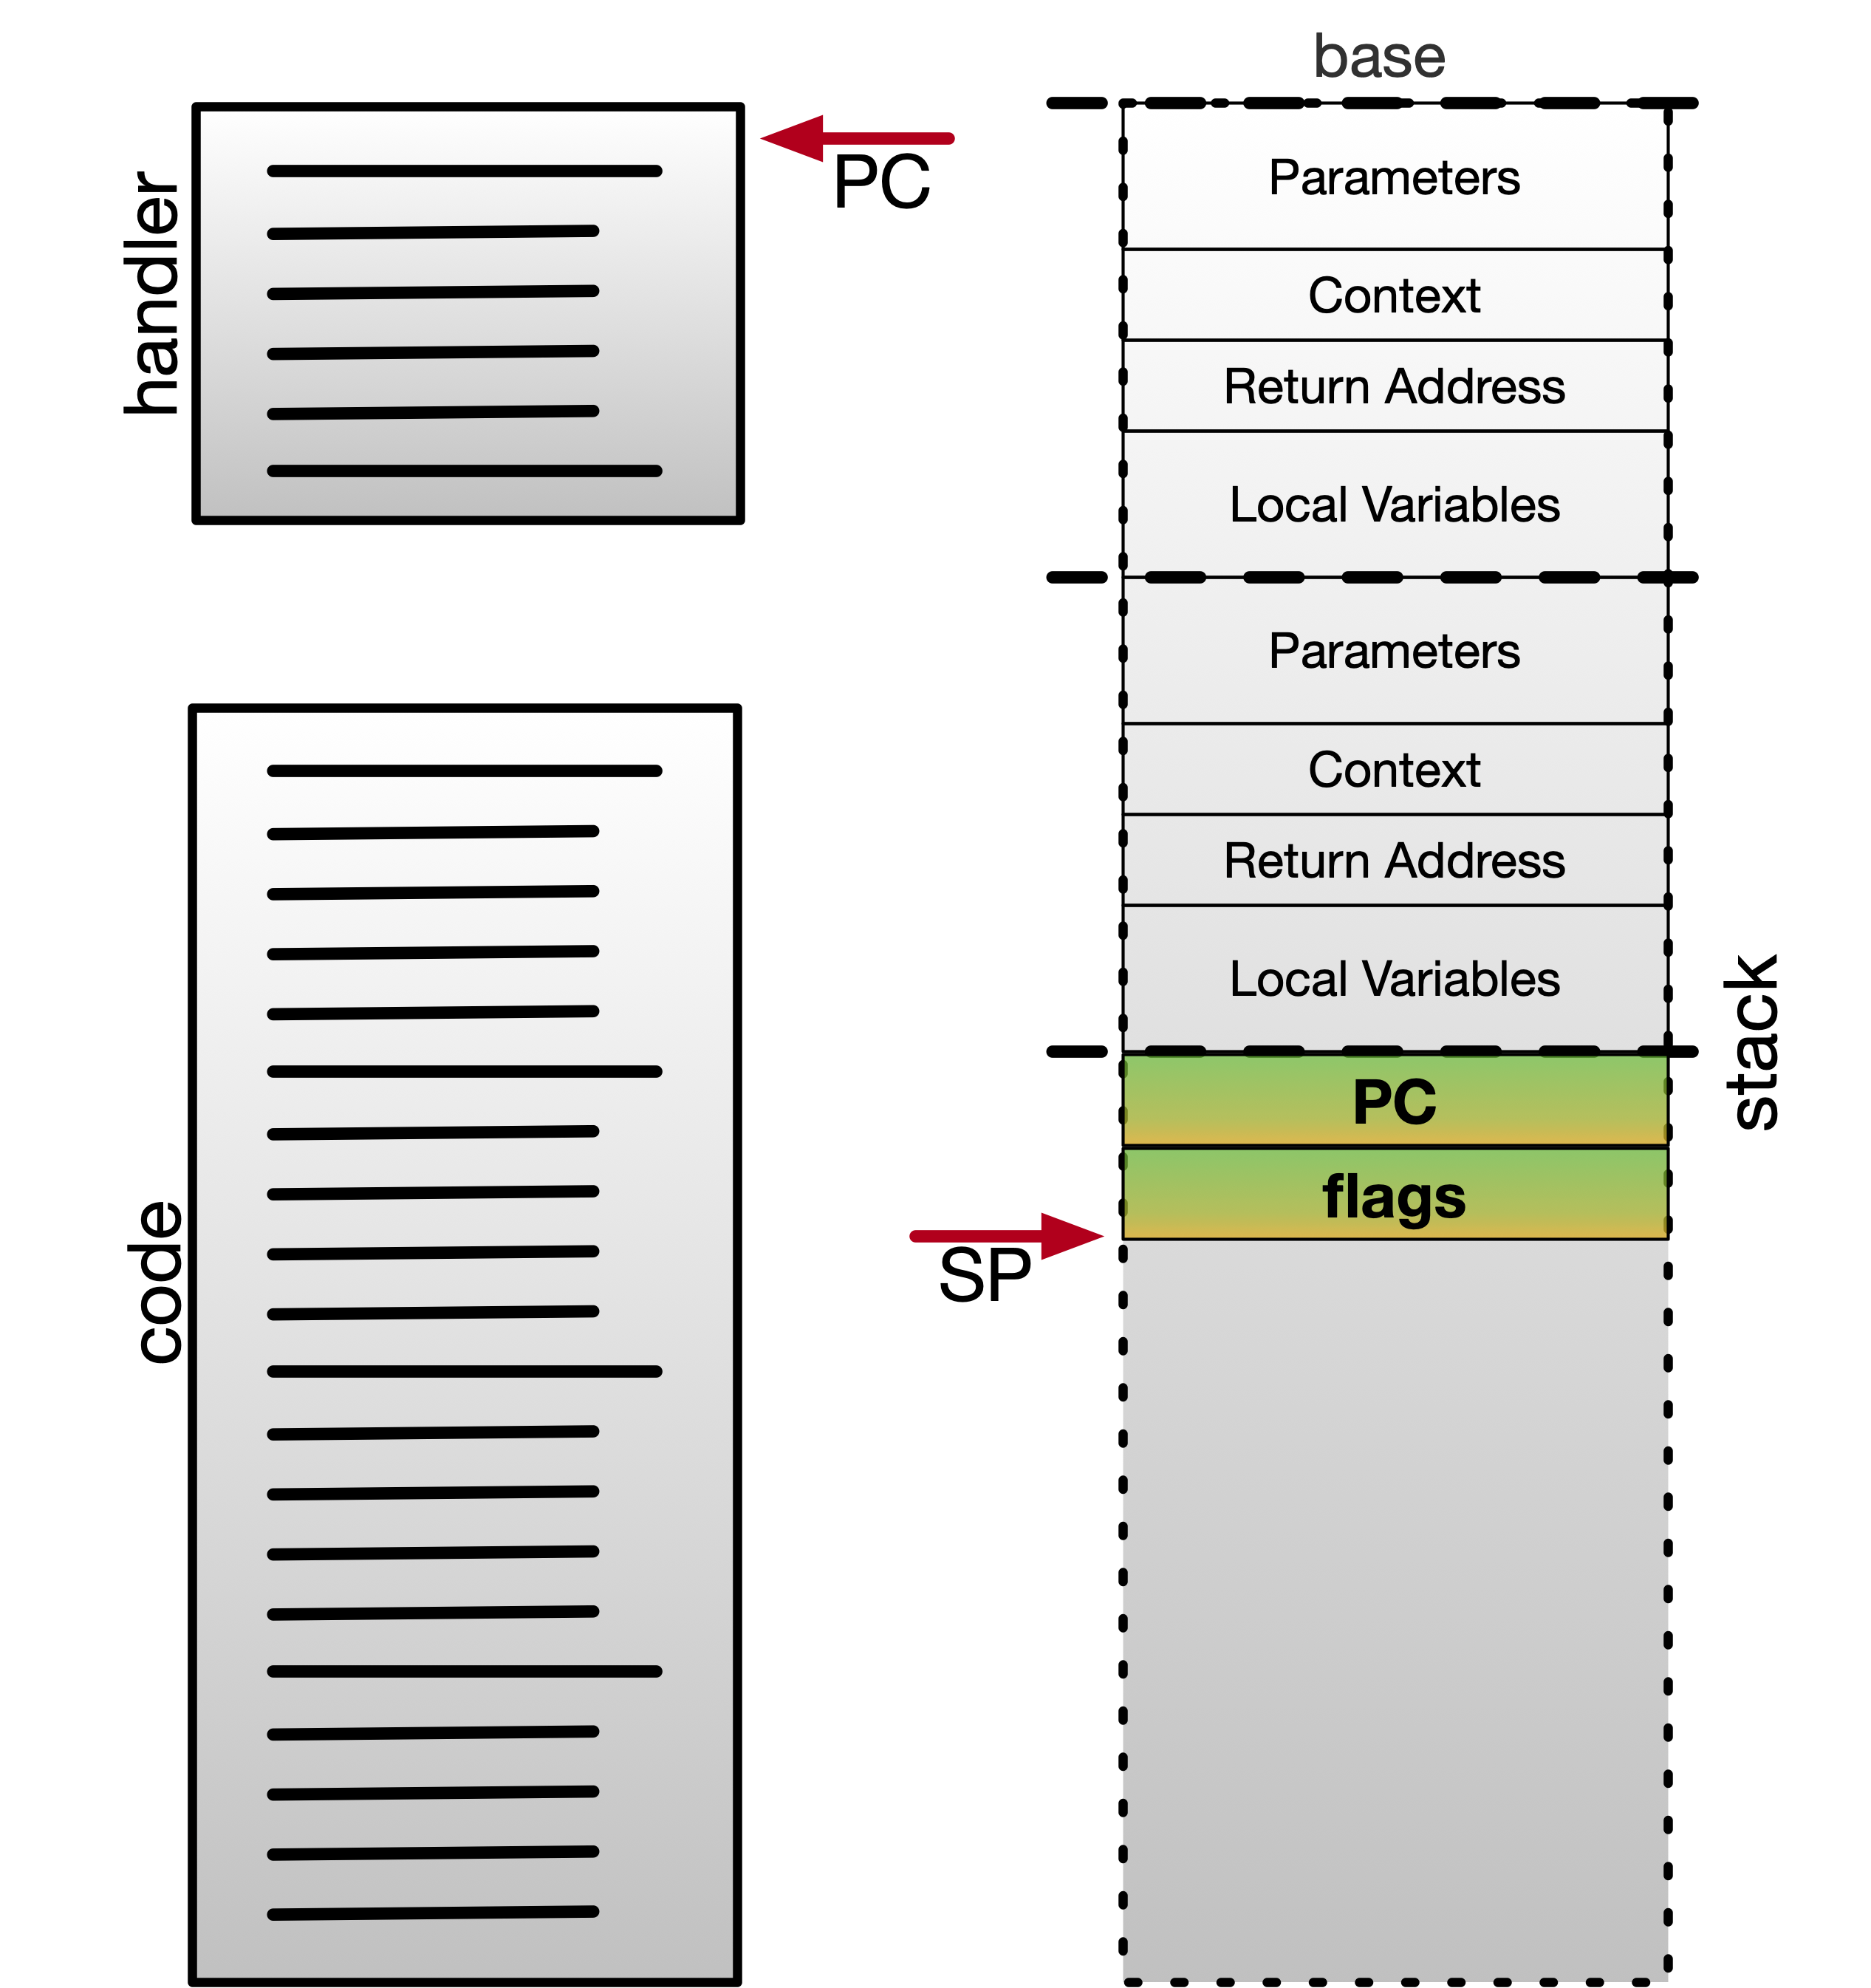 base
handler
PC
Parameters
Context
Return Address
Local Variables
Parameters
Context
Return Address
Local Variables
stack
PC
flags
SP
code